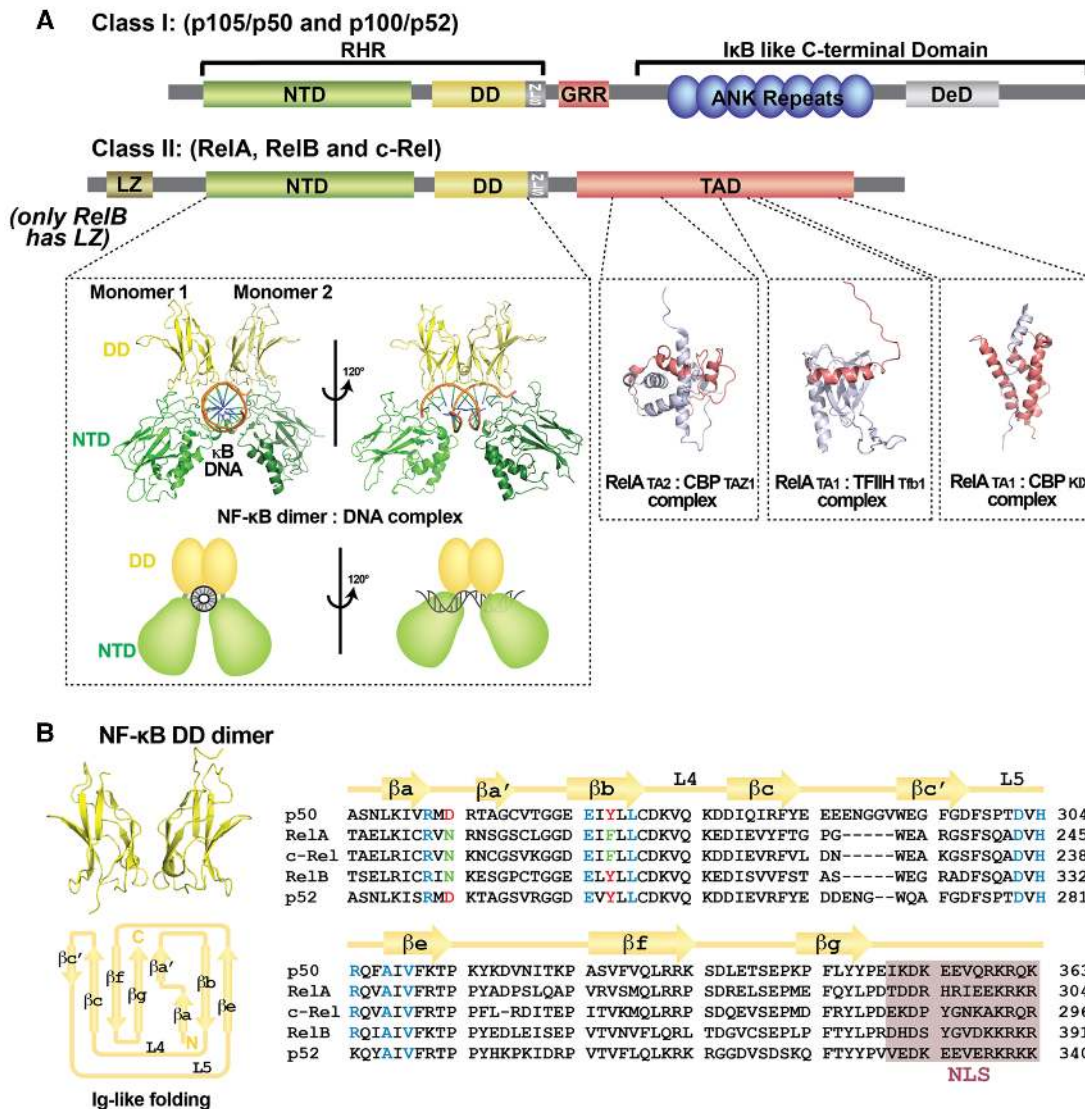 A
Class I: (p105/p50 and p100/p52)
RHR
IκB like C-terminal Domain
NTD
DD
NLS
GRR
ANK Repeats
DeD
Class II: (RelA, RelB and c-Rel)
LZ
NTD
DD
NLS
TAD
(only RelB
has LZ)
Monomer 1
Monomer 2
DD
120°
NTD
κB
DNA
NF-κB dimer : DNA complex
DD
120°
NTD
RelA TA2 : CBP TAZ1
complex
RelA TA1 : TFIIH Tfb1
complex
RelA TA1 : CBP KIX
complex
B
NF-κB DD dimer
βc'
βc
βf
C
βg
βa'
βa
N
βb
βe
L4
L5
Ig-like folding
βa
βa'
βb
L4
βc
βc'
L5
p50 ASNLKIVRMD RTAGCVTGGD EIYLLCDKVQ KDDIQIRFYE EEENGGVWEG FGDFSPTDVH 304
RelA TAELKICRVN RNSGSCLGGD EIFLLCDKVQ KEDIEVYFTG PG-----WEA RGSFSQADVH 245
c-Rel TAELRICRVN KNCGSVKGGD EIFLLCDKVQ KDDIEVRFVL DN-----WEA KGSFSQADVH 238
RelB TSELRICRIN KESGPCTGGE ELYLLCDKVQ KEDISVVFST AS-----WEG RADFSQADVH 332
p52 ASNLKISRMD KTAGSVRGGD EVYLLCDKVQ KDDIEVRFYE DDENG--WQA FGDFSPTDVH 281
βe
βf
βg
p50 RQFAIVFKTP KYKDVNITKP ASVFVQLRRK SDLETSEPKP FLYYPEIKDK EEVQRKRQK 363
RelA RQVAIVFRTP PYADPSLQAP VRVSMQLRRP SDRELSEPME FQYLPDTDDR HRIEEKRKR 304
c-Rel RQVAIVFKTP PFL-RDITEP ITVKMQLRRP SDQEVSEPMD FRYLPDEKDP YGNKAKRQR 296
RelB RQIAIVFKTP PYEDLEISEP VTVNVFLQRL TDGVCSEPLP FTYLPRDHDS YGVDKKRKR 391
p52 KQYAIVFRTP PYHKPKIDRP VTVFLQLKRK RGGDVSDSKQ FTYYPVVEDK EEVERKRKK 340
NLS